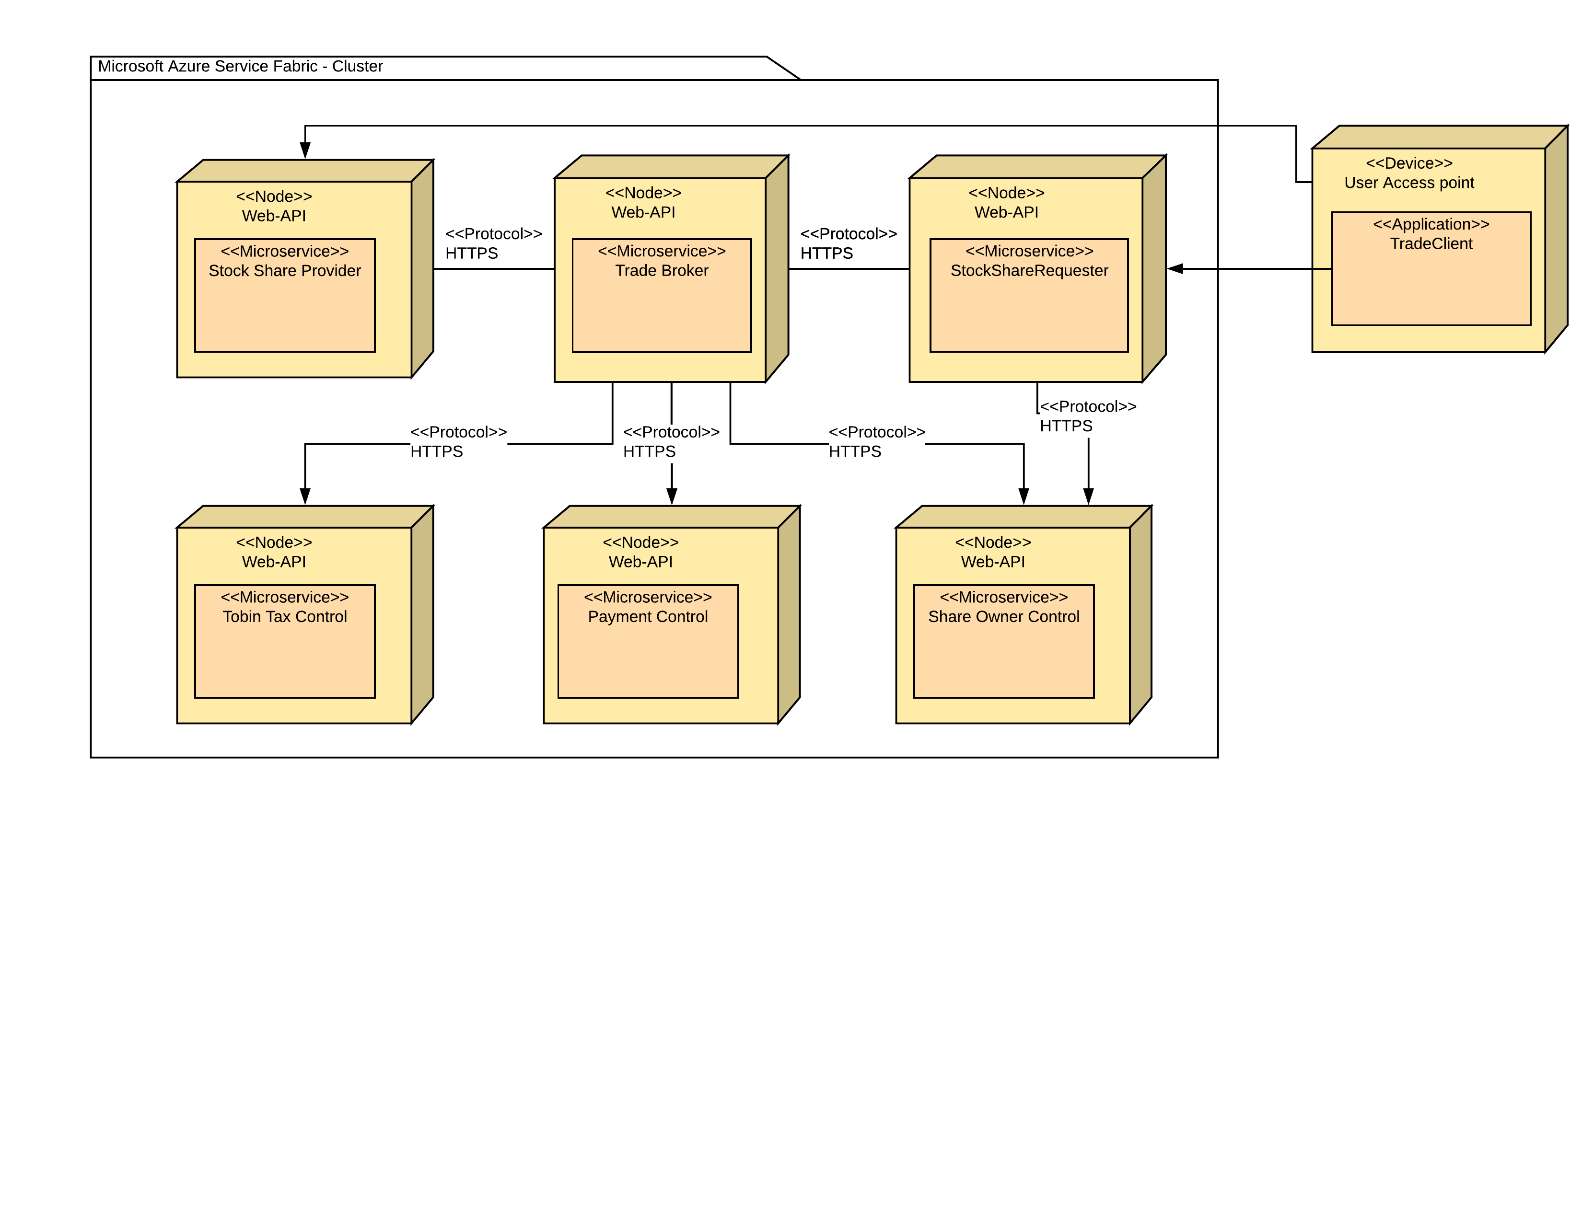 Microsoft Azure Service Fabric - Cluster
<<Node>>
Web-API
<<Microservice>>
Stock Share Provider
<<Protocol>>
HTTPS
<<Node>>
Web-API
<<Microservice>>
Trade Broker
<<Protocol>>
HTTPS
<<Node>>
Web-API
<<Microservice>>
StockShareRequester
<<Device>>
User Access point
<<Application>>
TradeClient
<<Protocol>>
HTTPS
<<Protocol>>
HTTPS
<<Protocol>>
HTTPS
<<Protocol>>
HTTPS
<<Node>>
Web-API
<<Microservice>>
Tobin Tax Control
<<Node>>
Web-API
<<Microservice>>
Payment Control
<<Node>>
Web-API
<<Microservice>>
Share Owner Control